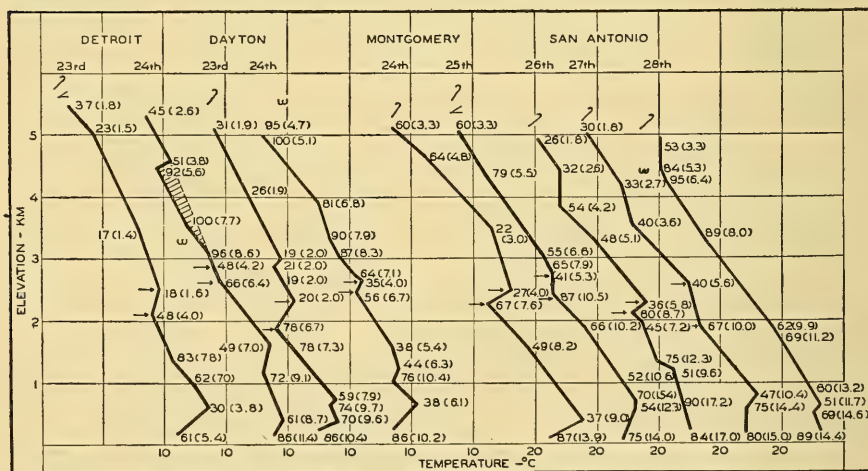 DETROIT DAYTON MONTGOMERY SAN ANTONIO
23rd 24th 23rd 24th 24th 25th 26th 27th 28th
37(1.8) 45(2.6) 31(1.9) 95(4.7) 60(3.3) 60(3.3) 26(1.8) 30(1.8)
5 23(1.5) 100(5.1) 53(3.3)
51(3.8) 64(4.8) 84(5.3)
92(5.6) 79(5.5) 32(2.6) 33(2.7) 95(6.4)
26(1.9)
4 81(6.8) 54(4.2)
100(7.7) 40(3.6)
17(1.4) 90(7.9) 22 48(5.1) 89(8.0)
(3.0)
3 96(8.6) 19(2.0) 87(8.3) 55(6.6)
48(4.2) 21(2.0) 64(7.1) 65(7.9)
66(6.4) 19(2.0) 35(4.0) 41(5.3) 40(5.6)
18(1.6) 20(2.0) 56(6.7) 27(4.0) 87(10.5) 36(5.8)
67(7.6) 80(8.7)
2 48(4.0) 78(6.7) 66(10.2) 45(7.2) 67(10.0) 62(9.9)
69(11.2)
49(7.0) 78(7.3) 38(5.4) 49(8.2)
83(7.8) 44(6.3) 75(12.3)
1 62(7.0) 72(9.1) 76(10.4) 52(10.6) 51(9.6) 60(13.2)
30(3.8) 59(7.9) 38(6.1) 70(15.4) 90(17.2) 47(10.4) 51(11.7)
74(9.7) 54(12.3) 75(14.4) 69(14.6)
61(8.7) 70(9.6) 37(9.0)
61(5.4) 86(11.4) 86(10.4) 86(10.2) 87(13.9) 75(14.0) 84(17.0) 80(15.0) 89(14.4)
ELEVATION - KM
10 10 10 10 10 10 20 20 20 20
TEMPERATURE -°C